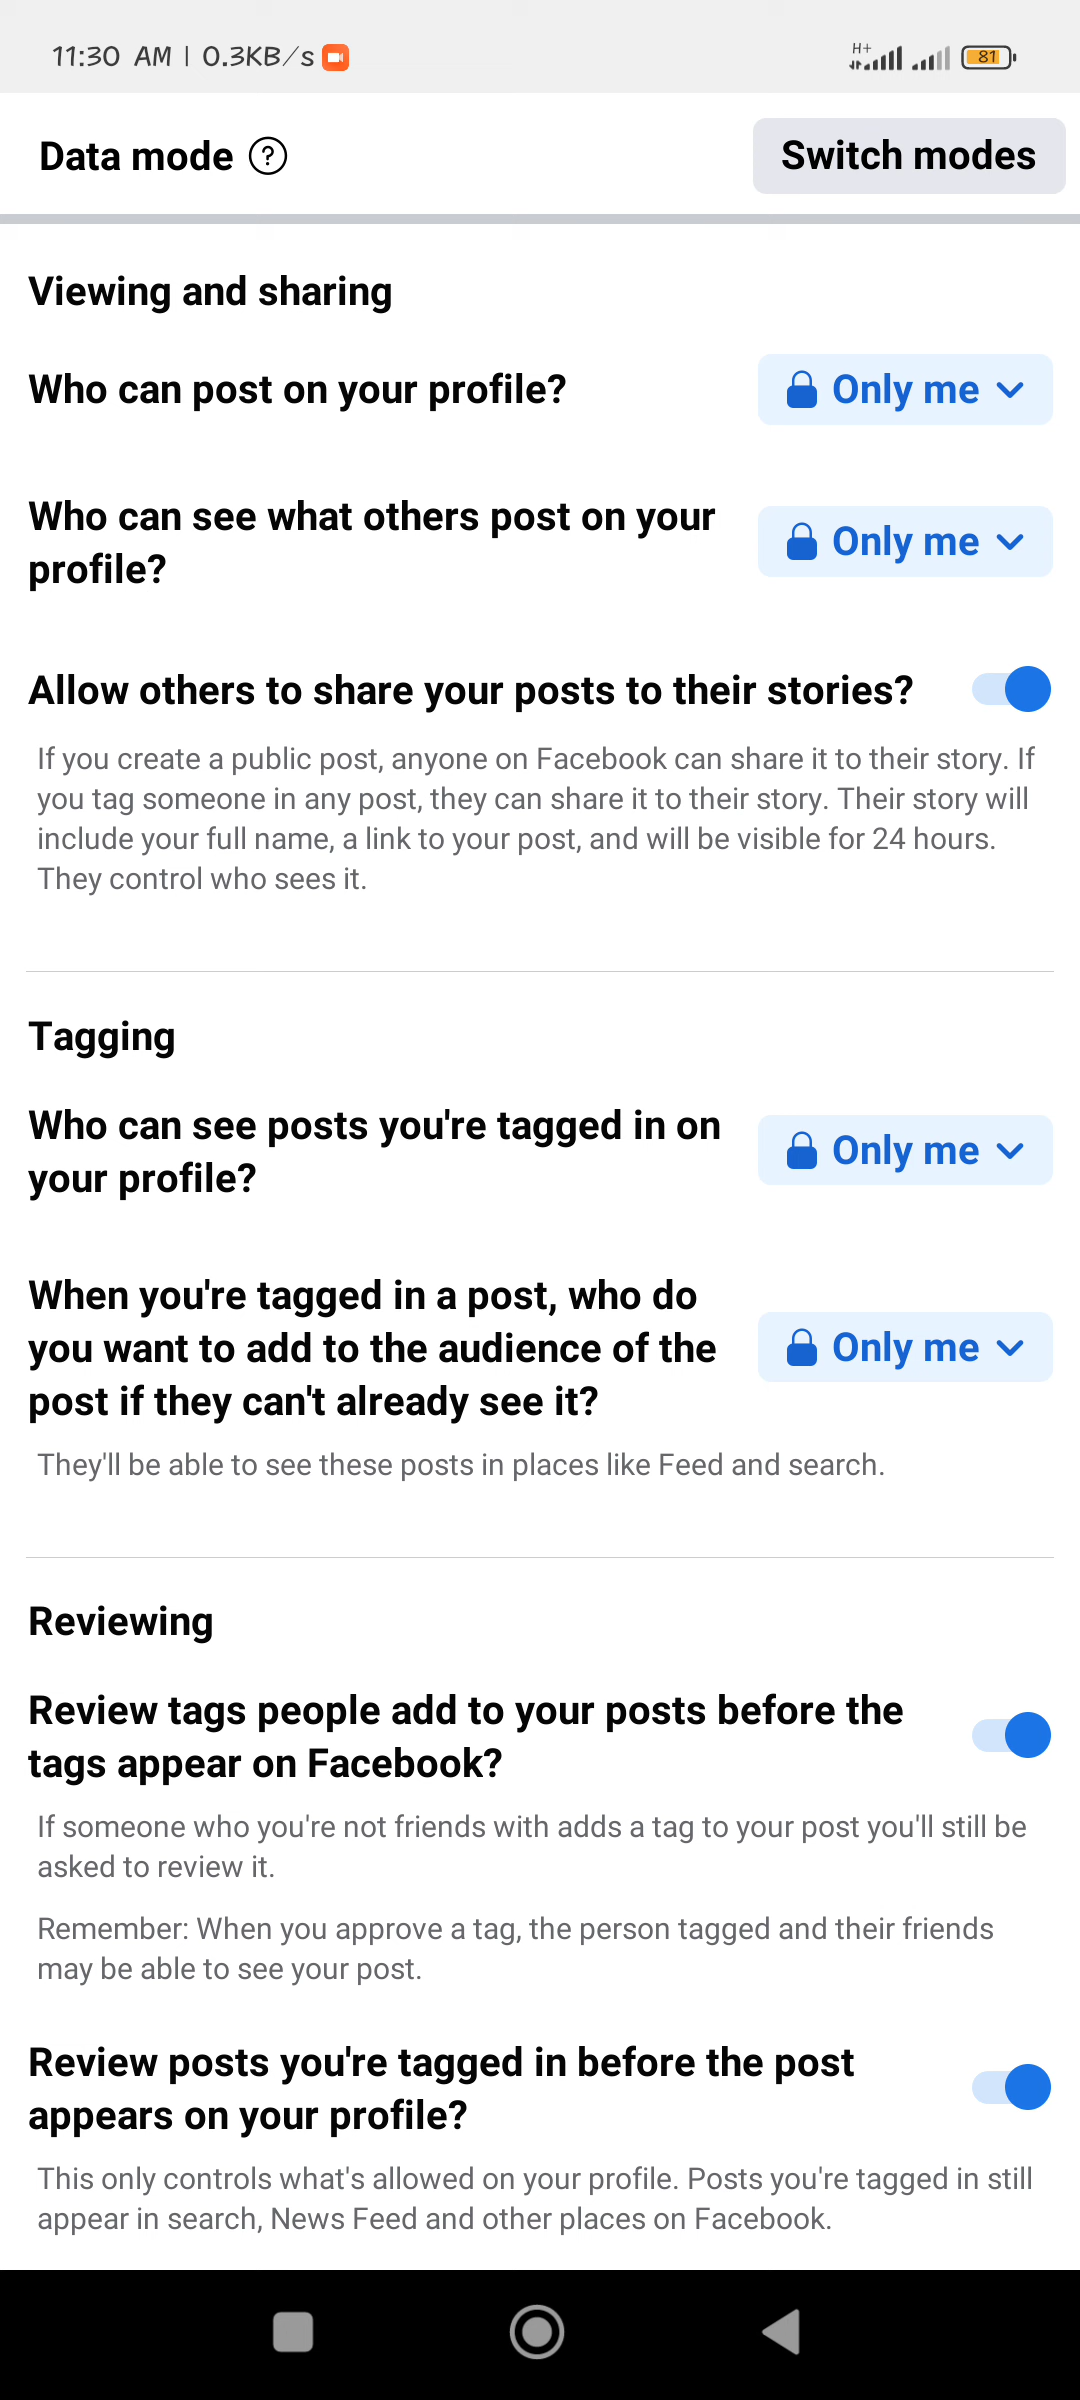 11:30 AM | 0.3KB/s
H+
81
Data mode ?
Switch modes
Viewing and sharing
Who can post on your profile?
Only me
Who can see what others post on your
profile?
Only me
Allow others to share your posts to their stories?
If you create a public post, anyone on Facebook can share it to their story. If
you tag someone in any post, they can share it to their story. Their story will
include your full name, a link to your post, and will be visible for 24 hours.
They control who sees it.
Tagging
Who can see posts you're tagged in on
your profile?
Only me
When you're tagged in a post, who do
you want to add to the audience of the
post if they can't already see it?
Only me
They'll be able to see these posts in places like Feed and search.
Reviewing
Review tags people add to your posts before the
tags appear on Facebook?
If someone who you're not friends with adds a tag to your post you'll still be
asked to review it.
Remember: When you approve a tag, the person tagged and their friends
may be able to see your post.
Review posts you're tagged in before the post
appears on your profile?
This only controls what's allowed on your profile. Posts you're tagged in still
appear in search, News Feed and other places on Facebook.